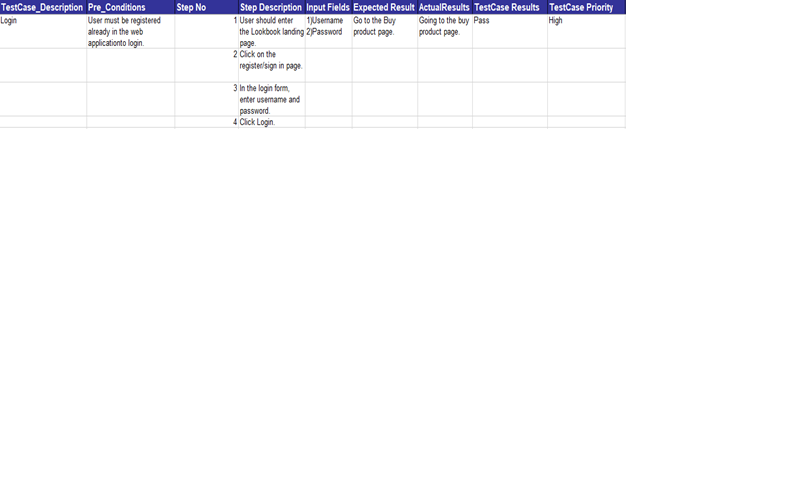 TestCase_Description Pre_Conditions Step No Step Description Input Fields Expected Result ActualResults TestCase Results TestCase Priority
Login User must be registered 1 User should enter 1)Username Go to the Buy Going to the buy Pass High
already in the web the Lookbook landing 2)Password product page. product page.
applicationto login. page.
2 Click on the
register/sign in page.
3 In the login form,
enter username and
password.
4 Click Login.